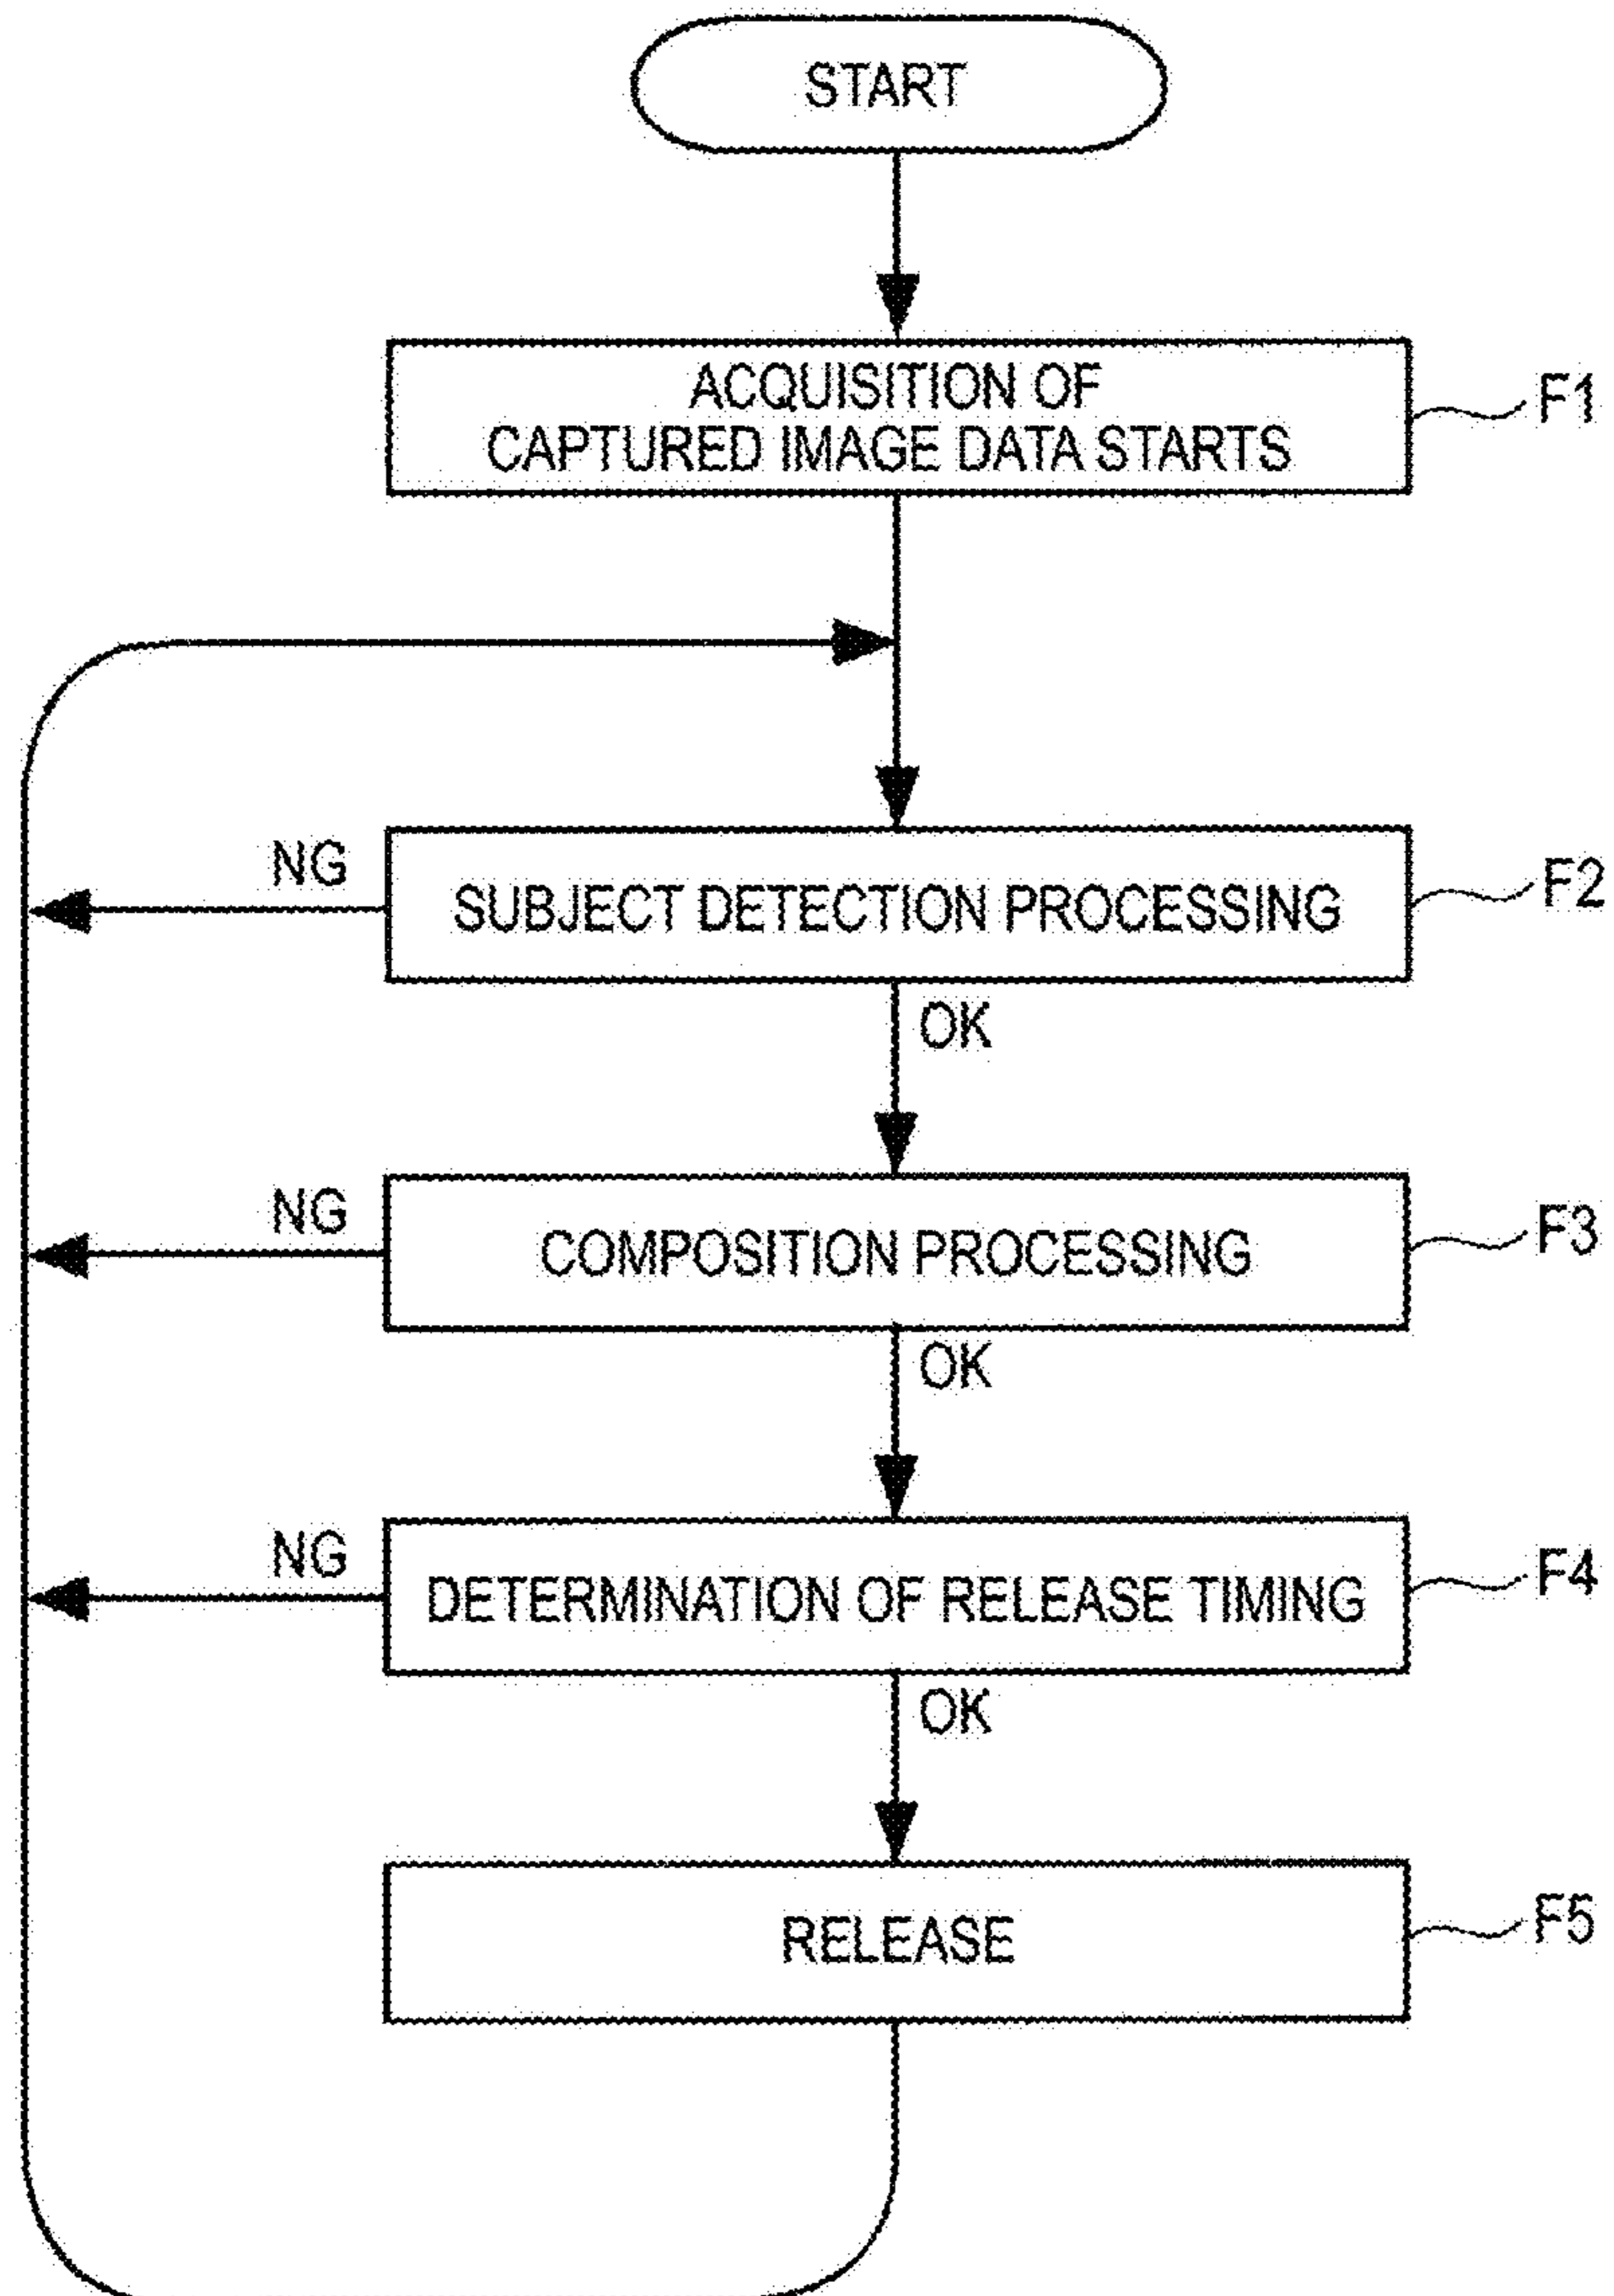 START
ACQUISITION OF
CAPTURED IMAGE DATA STARTS
F1
NG
SUBJECT DETECTION PROCESSING
F2
OK
NG
COMPOSITION PROCESSING
F3
OK
NG
DETERMINATION OF RELEASE TIMING
F4
OK
RELEASE
F5